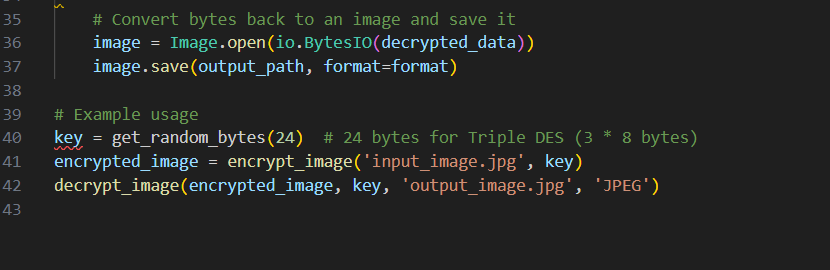 35 # Convert bytes back to an image and save it
36 image = Image.open(io.BytesIO(decrypted_data))
37 image.save(output_path, format=format)
38
39 # Example usage
40 key = get_random_bytes(24)  # 24 bytes for Triple DES (3 * 8 bytes)
41 encrypted_image = encrypt_image('input_image.jpg', key)
42 decrypt_image(encrypted_image, key, 'output_image.jpg', 'JPEG')
43